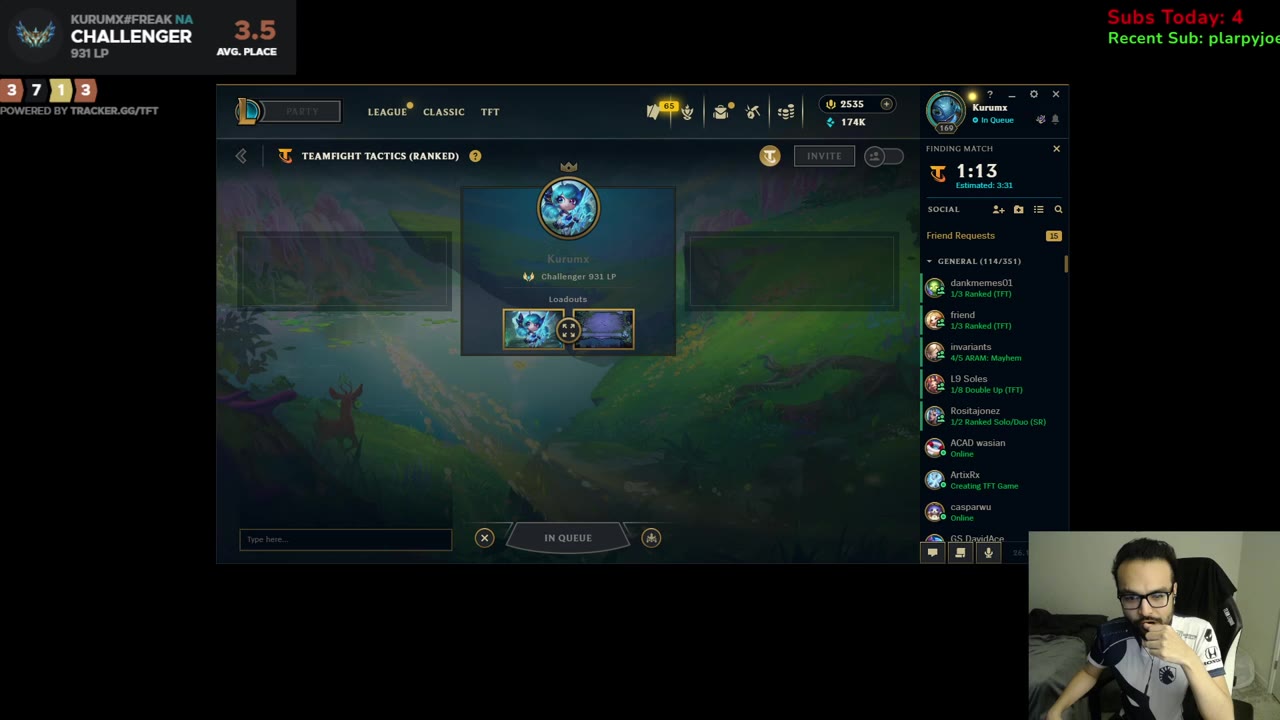 KURUMX#FREAK NA
CHALLENGER
931 LP
3.5
AVG. PLACE
3 7 1 3
POWERED BY TRACKER.GG/TFT
Subs Today: 4
Recent Sub: plarpyjoe
PARTY
LEAGUE
CLASSIC
TFT
65
2535
174K
?
169
Kurumx
In Queue
TEAMFIGHT TACTICS (RANKED) ?
INVITE
FINDING MATCH
1:13
Estimated: 3:31
SOCIAL
Friend Requests
15
GENERAL (114/351)
dankmemes01
1/3 Ranked (TFT)
friend
1/3 Ranked (TFT)
invariants
4/5 ARAM: Mayhem
L9 Soles
1/8 Double Up (TFT)
Rositajonez
1/2 Ranked Solo/Duo (SR)
ACAD wasian
Online
ArtixRx
Creating TFT Game
casparwu
Online
GS DavidAce
Kurumx
Challenger 931 LP
Loadouts
Type here...
IN QUEUE
HONDA